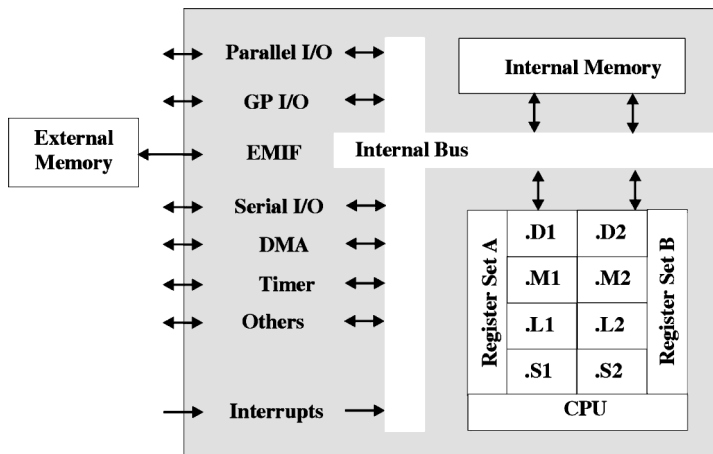 Parallel I/O
GP I/O
External
Memory
EMIF
Serial I/O
DMA
Timer
Others
Interrupts
Internal Memory
Internal Bus
Register Set A
.D1
.D2
.M1
.M2
.L1
.L2
.S1
.S2
Register Set B
CPU